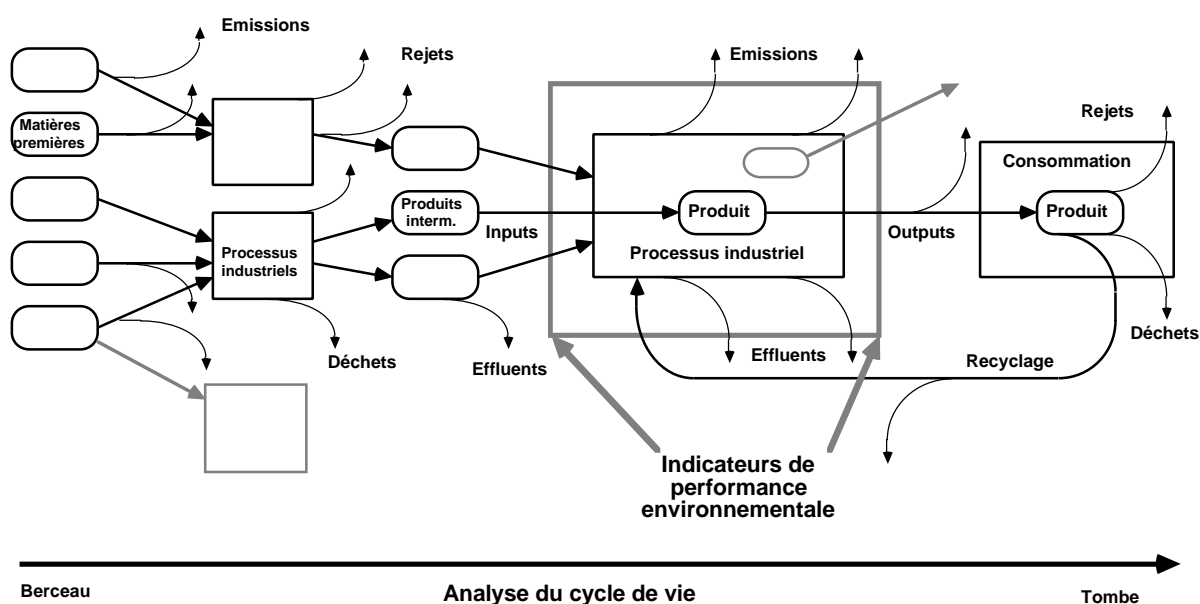 Emissions
Rejets
Emissions
Rejets
Matières
premières
Consommation
Produits
interm.
Inputs
Produit
Outputs
Produit
Processus
industriels
Processus industriel
Déchets
Effluents
Effluents
Déchets
Recyclage
Indicateurs de
performance
environnementale
Berceau
Analyse du cycle de vie
Tombe